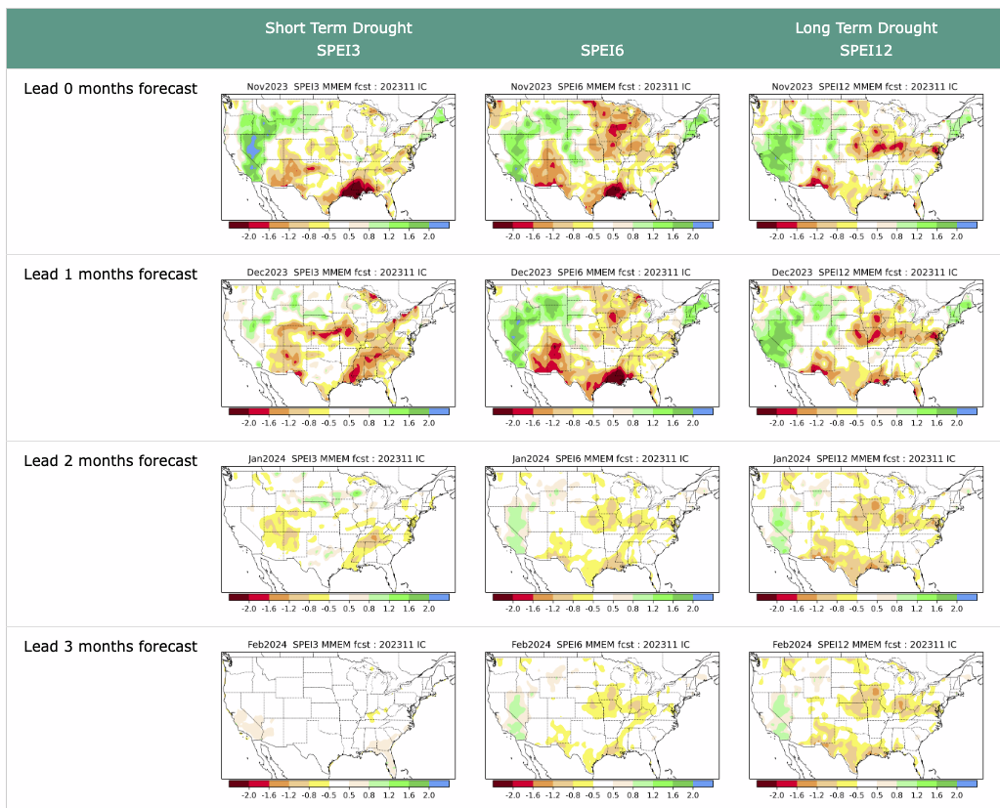 Short Term Drought
SPEI3
SPEI6
Long Term Drought
SPEI12
Lead 0 months forecast
Nov2023 SPEI3 MMEM fcst : 202311 IC
-2.0 -1.6 -1.2 -0.8 -0.5 0.5 0.8 1.2 1.6 2.0
Nov2023 SPEI6 MMEM fcst : 202311 IC
-2.0 -1.6 -1.2 -0.8 -0.5 0.5 0.8 1.2 1.6 2.0
Nov2023 SPEI12 MMEM fcst : 202311 IC
-2.0 -1.6 -1.2 -0.8 -0.5 0.5 0.8 1.2 1.6 2.0
Lead 1 months forecast
Dec2023 SPEI3 MMEM fcst : 202311 IC
-2.0 -1.6 -1.2 -0.8 -0.5 0.5 0.8 1.2 1.6 2.0
Dec2023 SPEI6 MMEM fcst : 202311 IC
-2.0 -1.6 -1.2 -0.8 -0.5 0.5 0.8 1.2 1.6 2.0
Dec2023 SPEI12 MMEM fcst : 202311 IC
-2.0 -1.6 -1.2 -0.8 -0.5 0.5 0.8 1.2 1.6 2.0
Lead 2 months forecast
Jan2024 SPEI3 MMEM fcst : 202311 IC
-2.0 -1.6 -1.2 -0.8 -0.5 0.5 0.8 1.2 1.6 2.0
Jan2024 SPEI6 MMEM fcst : 202311 IC
-2.0 -1.6 -1.2 -0.8 -0.5 0.5 0.8 1.2 1.6 2.0
Jan2024 SPEI12 MMEM fcst : 202311 IC
-2.0 -1.6 -1.2 -0.8 -0.5 0.5 0.8 1.2 1.6 2.0
Lead 3 months forecast
Feb2024 SPEI3 MMEM fcst : 202311 IC
-2.0 -1.6 -1.2 -0.8 -0.5 0.5 0.8 1.2 1.6 2.0
Feb2024 SPEI6 MMEM fcst : 202311 IC
-2.0 -1.6 -1.2 -0.8 -0.5 0.5 0.8 1.2 1.6 2.0
Feb2024 SPEI12 MMEM fcst : 202311 IC
-2.0 -1.6 -1.2 -0.8 -0.5 0.5 0.8 1.2 1.6 2.0